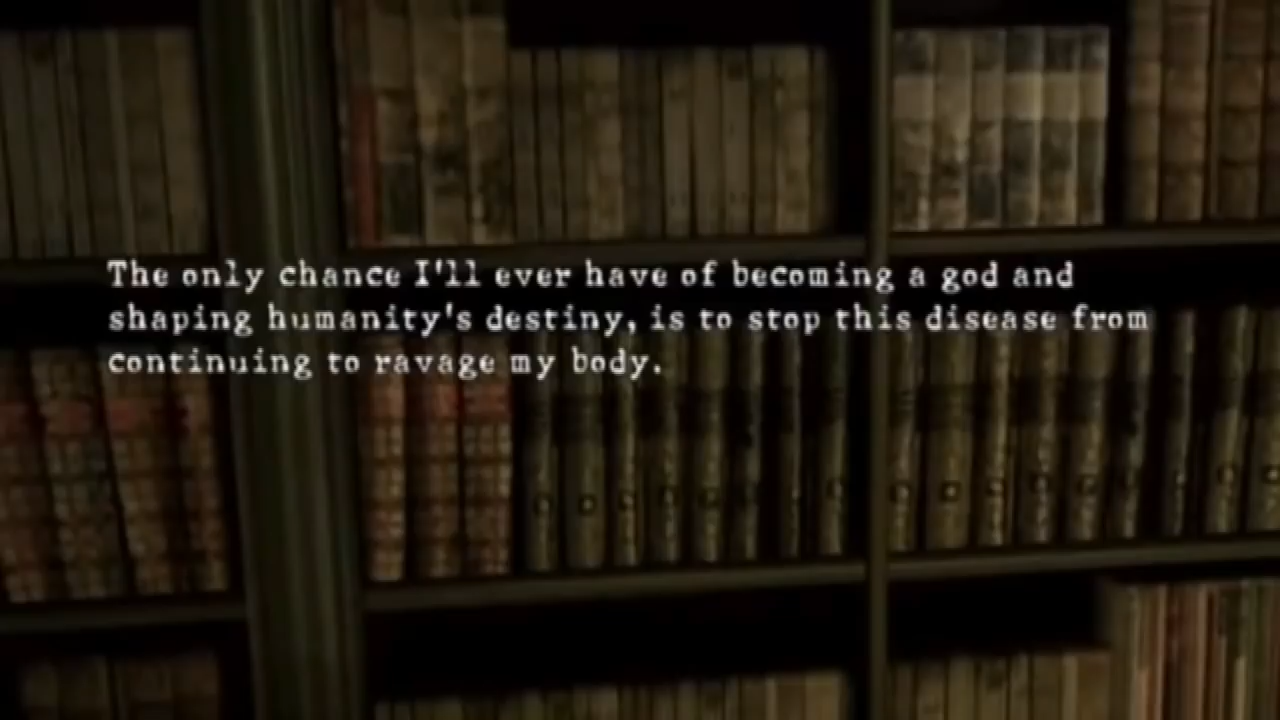 The only chance I'll ever have of becoming a god and
shaping humanity's destiny, is to stop this disease from
continuing to ravage my body.